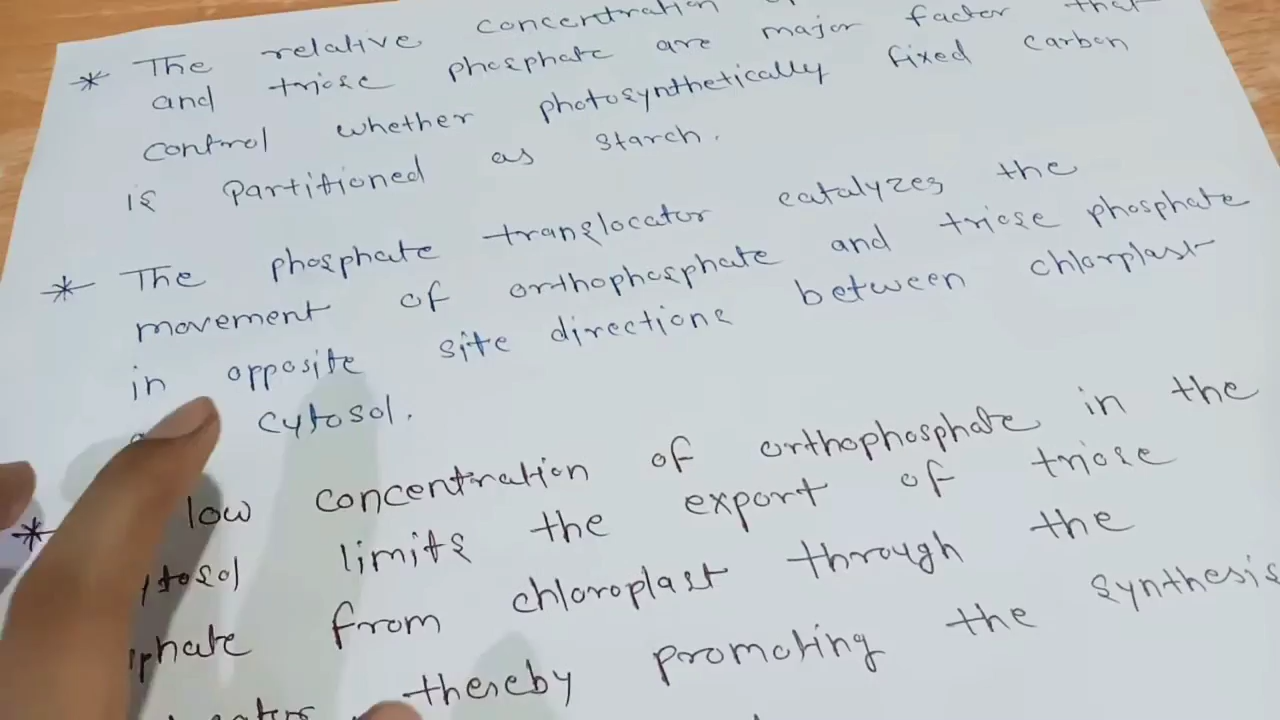 * The relative concentration
and triose phosphate are major factor that
control whether photosynthetically fixed carbon
is partitioned as starch.
* The phosphate translocator catalyzes the
movement of orthophosphate and triose phosphate
in opposite site directions between chlorplast
cytosol.
* low concentration of orthophosphate in the
limits the export of triose
from chloroplast through the
thereby promoting the synthesis